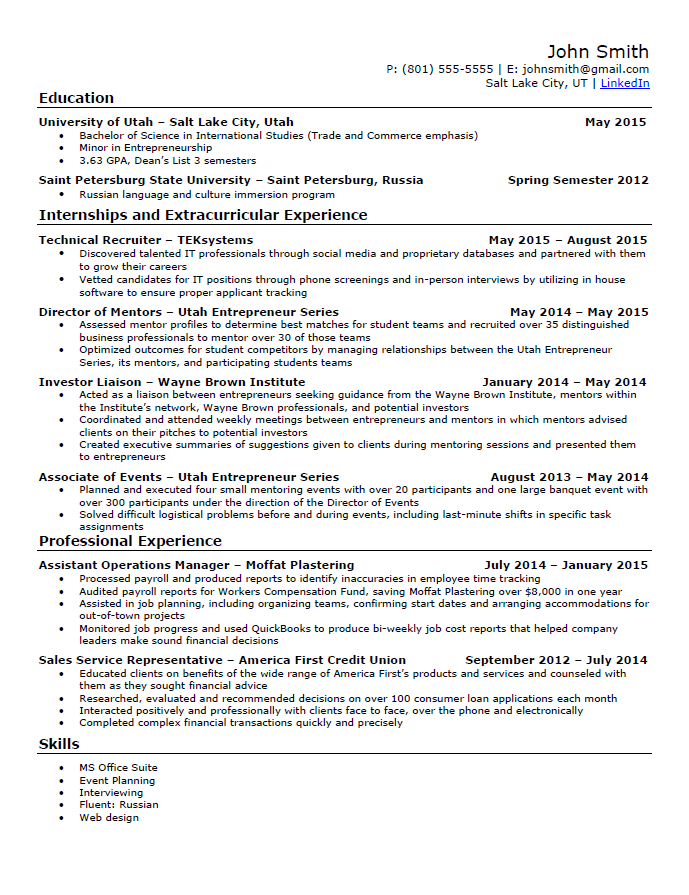 John Smith
P: (801) 555-5555 | E: johnsmith@gmail.com
Salt Lake City, UT | LinkedIn
Education
University of Utah – Salt Lake City, Utah May 2015
• Bachelor of Science in International Studies (Trade and Commerce emphasis)
• Minor in Entrepreneurship
• 3.63 GPA, Dean's List 3 semesters
Saint Petersburg State University – Saint Petersburg, Russia Spring Semester 2012
• Russian language and culture immersion program
Internships and Extracurricular Experience
Technical Recruiter – TEKsystems May 2015 – August 2015
• Discovered talented IT professionals through social media and proprietary databases and partnered with them
to grow their careers
• Vetted candidates for IT positions through phone screenings and in-person interviews by utilizing in house
software to ensure proper applicant tracking
Director of Mentors – Utah Entrepreneur Series May 2014 – May 2015
• Assessed mentor profiles to determine best matches for student teams and recruited over 35 distinguished
business professionals to mentor over 30 of those teams
• Optimized outcomes for student competitors by managing relationships between the Utah Entrepreneur
Series, its mentors, and participating students teams
Investor Liaison – Wayne Brown Institute January 2014 – May 2014
• Acted as a liaison between entrepreneurs seeking guidance from the Wayne Brown Institute, mentors within
the Institute's network, Wayne Brown professionals, and potential investors
• Coordinated and attended weekly meetings between entrepreneurs and mentors in which mentors advised
clients on their pitches to potential investors
• Created executive summaries of suggestions given to clients during mentoring sessions and presented them
to entrepreneurs
Associate of Events – Utah Entrepreneur Series August 2013 – May 2014
• Planned and executed four small mentoring events with over 20 participants and one large banquet event with
over 300 participants under the direction of the Director of Events
• Solved difficult logistical problems before and during events, including last-minute shifts in specific task
assignments
Professional Experience
Assistant Operations Manager – Moffat Plastering July 2014 – January 2015
• Processed payroll and produced reports to identify inaccuracies in employee time tracking
• Audited payroll reports for Workers Compensation Fund, saving Moffat Plastering over $8,000 in one year
• Assisted in job planning, including organizing teams, confirming start dates and arranging accommodations for
out-of-town projects
• Monitored job progress and used QuickBooks to produce bi-weekly job cost reports that helped company
leaders make sound financial decisions
Sales Service Representative – America First Credit Union September 2012 – July 2014
• Educated clients on benefits of the wide range of America First's products and services and counseled with
them as they sought financial advice
• Researched, evaluated and recommended decisions on over 100 consumer loan applications each month
• Interacted positively and professionally with clients face to face, over the phone and electronically
• Completed complex financial transactions quickly and precisely
Skills
• MS Office Suite
• Event Planning
• Interviewing
• Fluent: Russian
• Web design